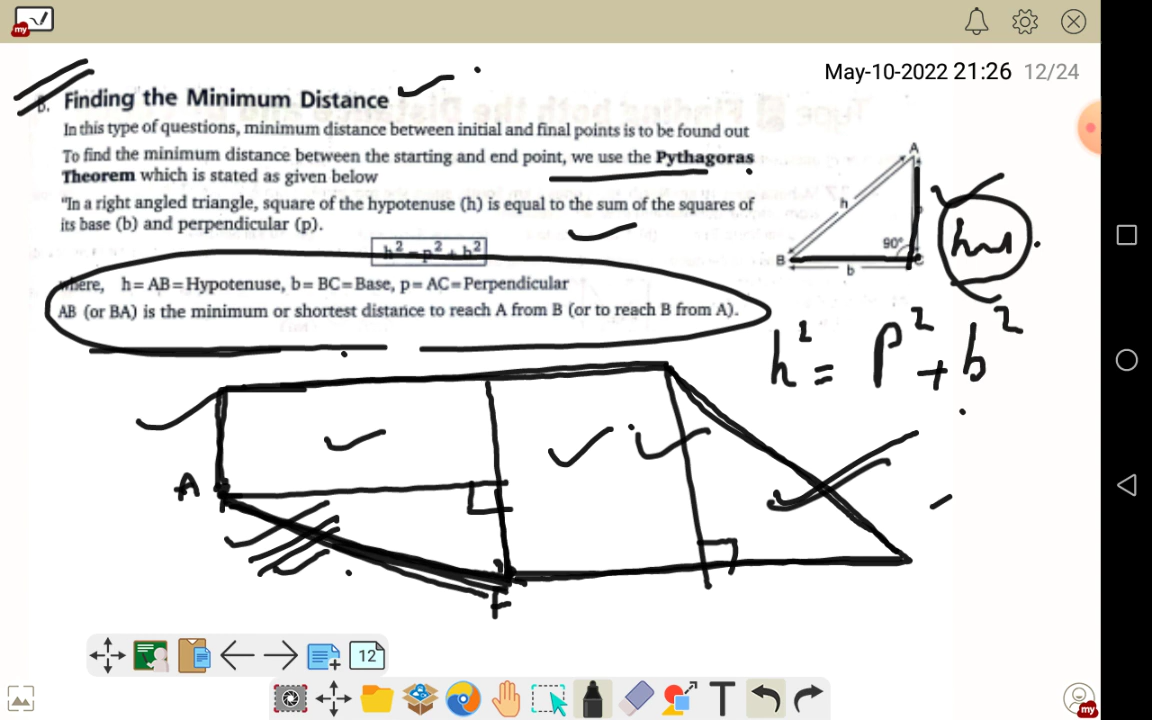 my
May-10-2022 21:26 12/24
Finding the Minimum Distance
In this type of questions, minimum distance between initial and final points is to be found out
To find the minimum distance between the starting and end point, we use the Pythagoras
Theorem which is stated as given below
"In a right angled triangle, square of the hypotenuse (h) is equal to the sum of the squares of
its base (b) and perpendicular (p).
h² = p² + b²
where, h = AB = Hypotenuse, b = BC = Base, p = AC = Perpendicular
AB (or BA) is the minimum or shortest distance to reach A from B (or to reach B from A).
A
h
90°
B
b
C
h² = p² + b²
A
F
12
T
my